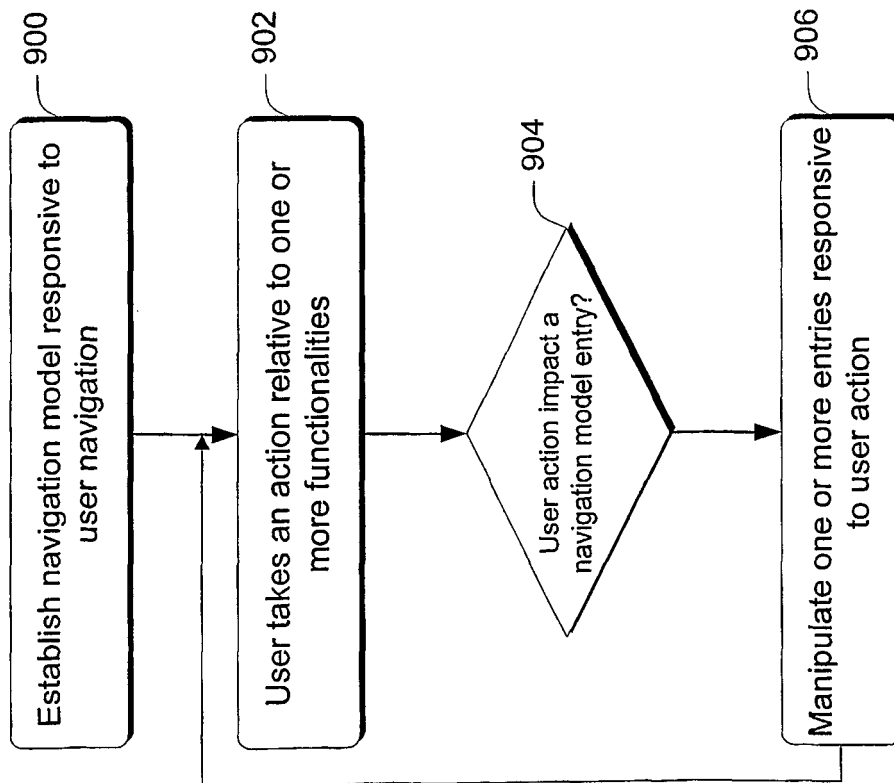 900
Establish navigation model responsive to
user navigation
902
User takes an action relative to one or
more functionalities
904
User action impact a
navigation model entry?
906
Manipulate one or more entries responsive
to user action